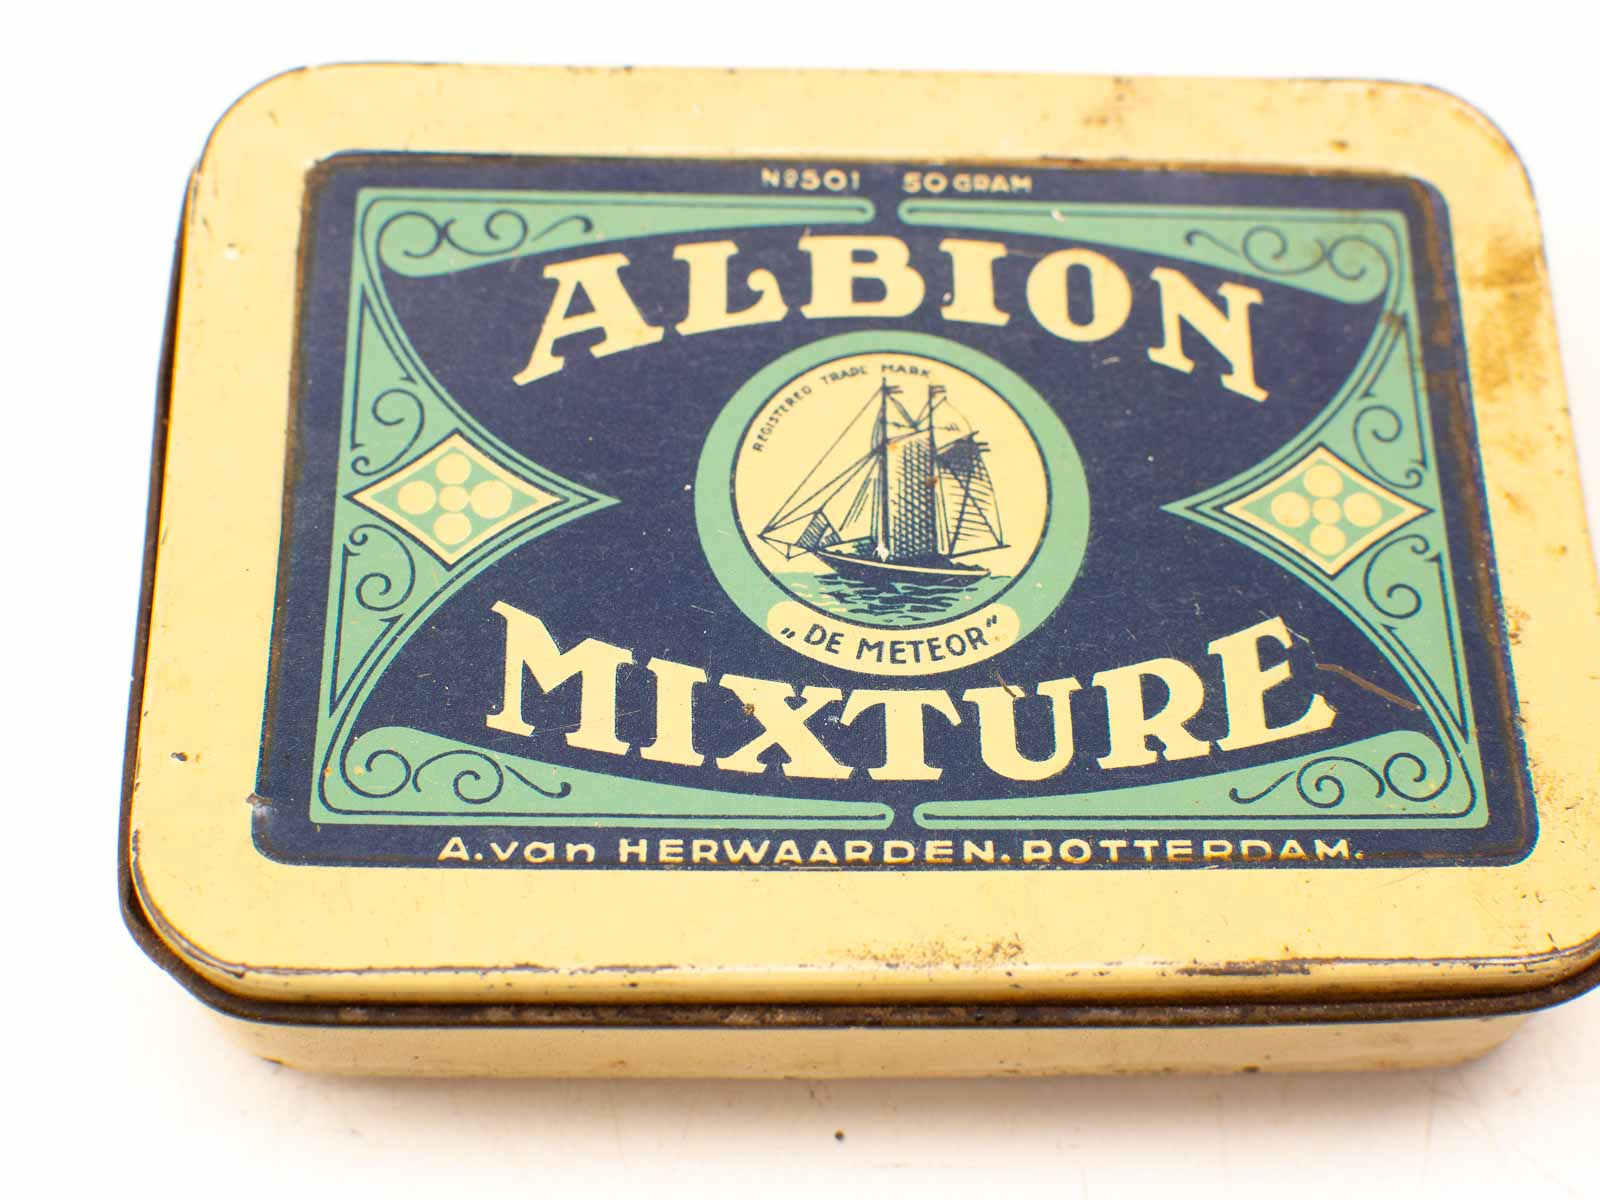 Nº501 50 GRAM
ALBION
REGISTERED TRADE MARK
„DE METEOR“
MIXTURE
A. van HERWAARDEN. ROTTERDAM.